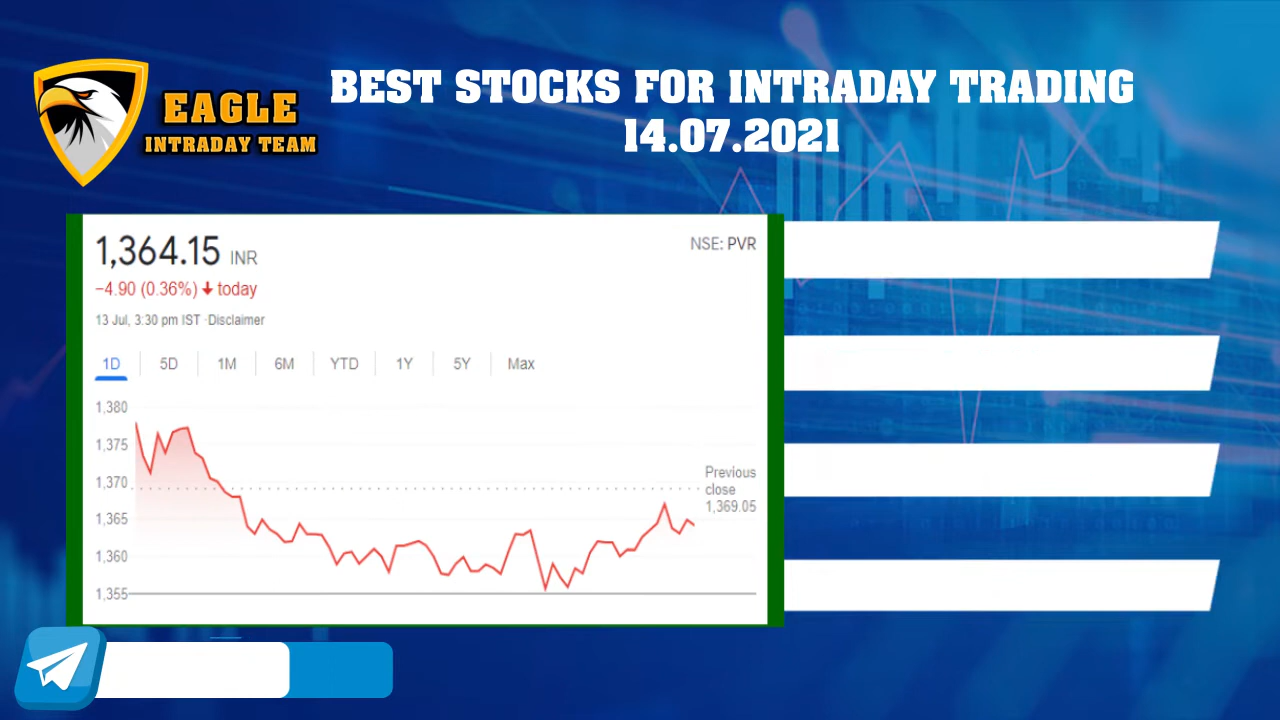 EAGLE
INTRADAY TEAM
BEST STOCKS FOR INTRADAY TRADING
14.07.2021
1,364.15 INR
NSE: PVR
−4.90 (0.36%) ↓ today
13 Jul, 3:30 pm IST ·Disclaimer
1D 5D 1M 6M YTD 1Y 5Y Max
1,380
1,375
1,370
1,365
1,360
1,355
Previous
close
1,369.05